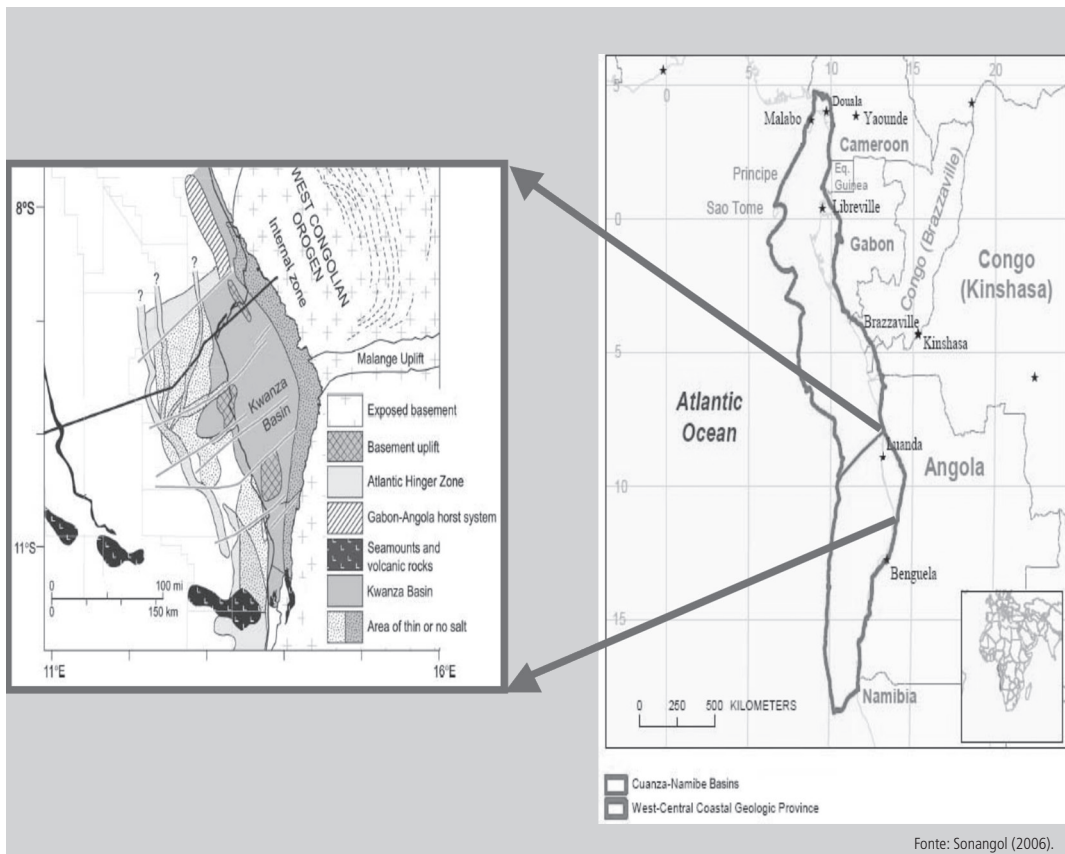 8°S
11°S
11°E
16°E
WEST CONGOLIAN
OROGEN
Internal zone
Malange Uplift
Kwanza
Basin
?
?
?
0
100 mi
0
150 km
Exposed basement
Basement uplift
Atlantic Hinger Zone
Gabon-Angola horst system
Seamounts and
volcanic rocks
Kwanza Basin
Area of thin or no salt
5
0
5
10
15
20
Malabo
Douala
Yaounde
Cameroon
Principe
Eq.
Guinea
Sao Tome
Libreville
0
Gabon
Congo (Brazzaville)
Congo
(Kinshasa)
Brazzaville
Kinshasa
5
Atlantic
Ocean
Luanda
Angola
10
Benguela
15
Namibia
0 250 500 KILOMETERS
Cuanza-Namibe Basins
West-Central Coastal Geologic Province
Fonte: Sonangol (2006).